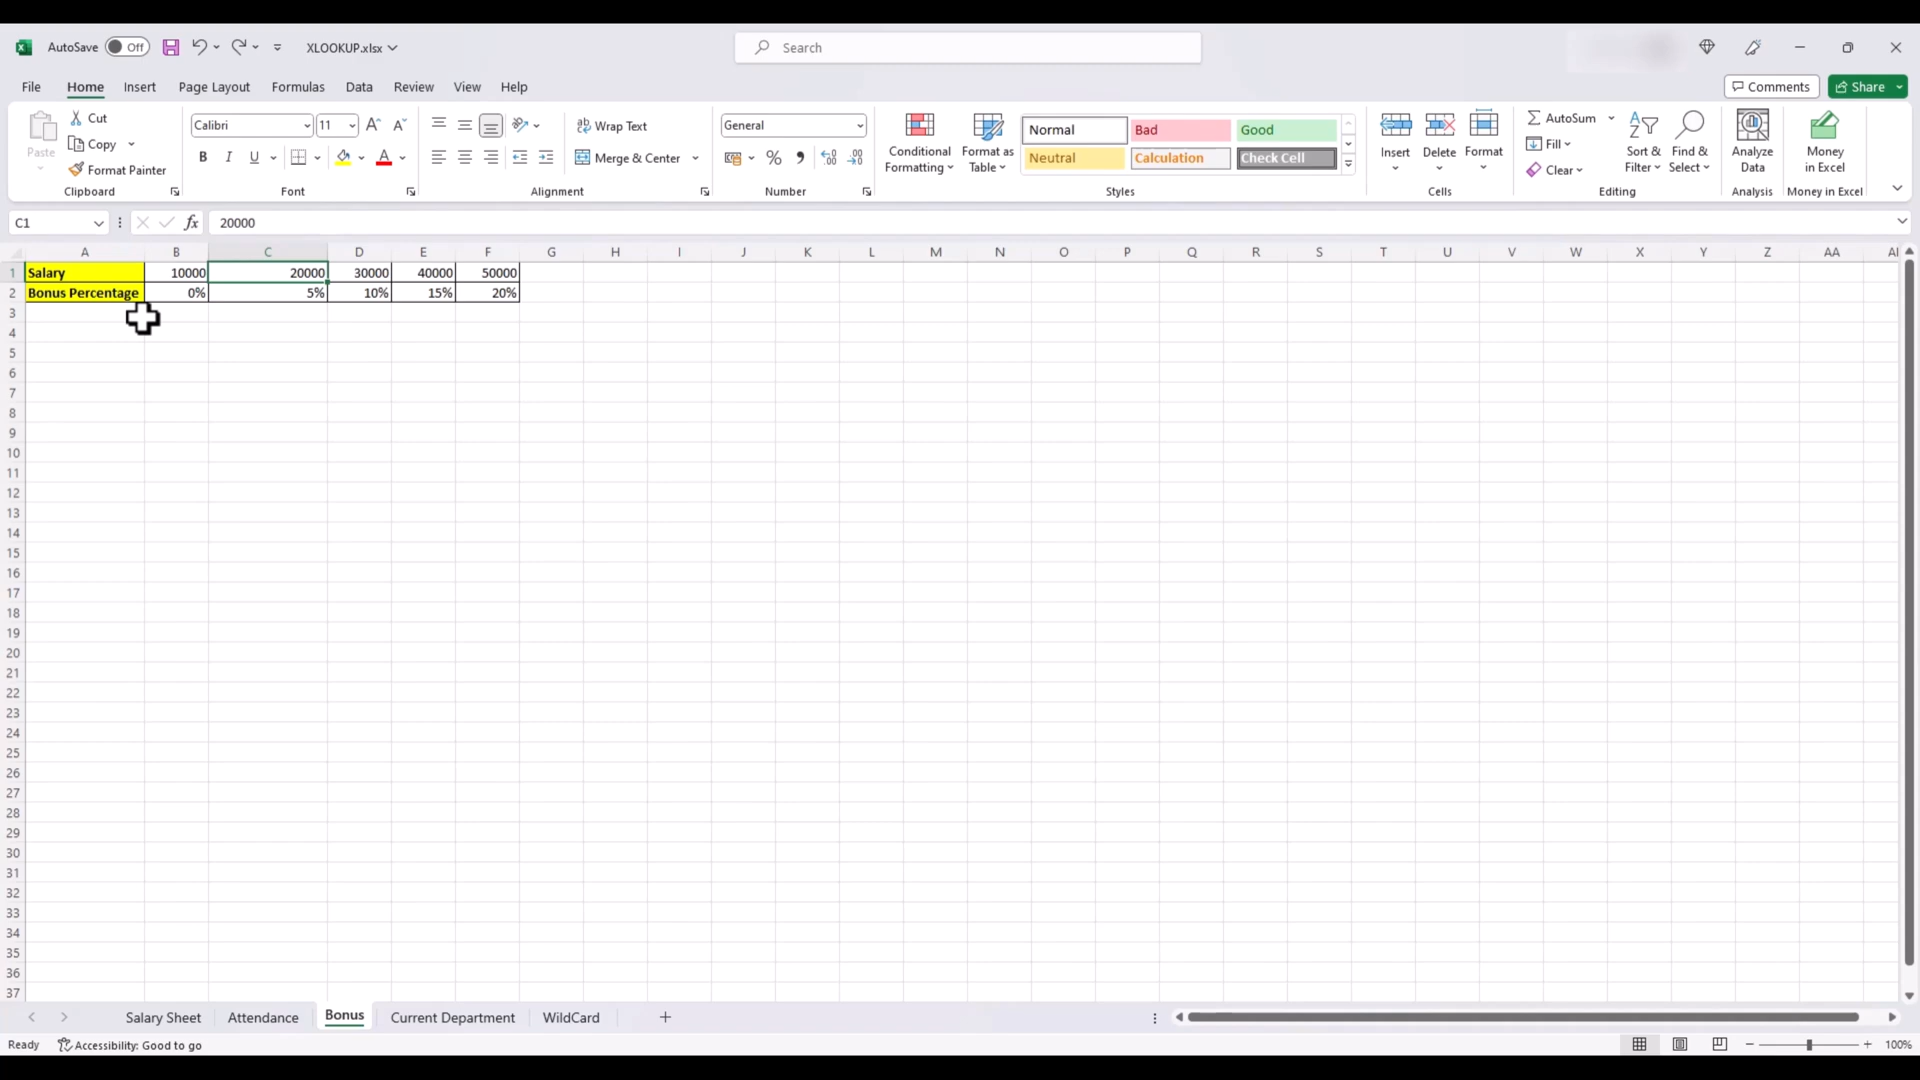 AutoSave Off XLOOKUP.xlsx Search
File Home Insert Page Layout Formulas Data Review View Help Comments Share
Paste Cut Copy Format Painter Clipboard
Calibri 11 B I U A Font
Wrap Text Merge & Center Alignment
General % Number
Conditional Formatting Format as Table Normal Bad Good Neutral Calculation Check Cell Styles
Insert Delete Format Cells
AutoSum Fill Clear Sort & Filter Find & Select Editing
Analyze Data Analysis
Money in Excel Money in Excel
C1 fx 20000
A B C D E F G H I J K L M N O P Q R S T U V W X Y Z AA
1 Salary 10000 20000 30000 40000 50000
2 Bonus Percentage 0% 5% 10% 15% 20%
3
4
5
6
7
8
9
10
11
12
13
14
15
16
17
18
19
20
21
22
23
24
25
26
27
28
29
30
31
32
33
34
35
36
37
Salary Sheet Attendance Bonus Current Department WildCard
Ready Accessibility: Good to go 100%